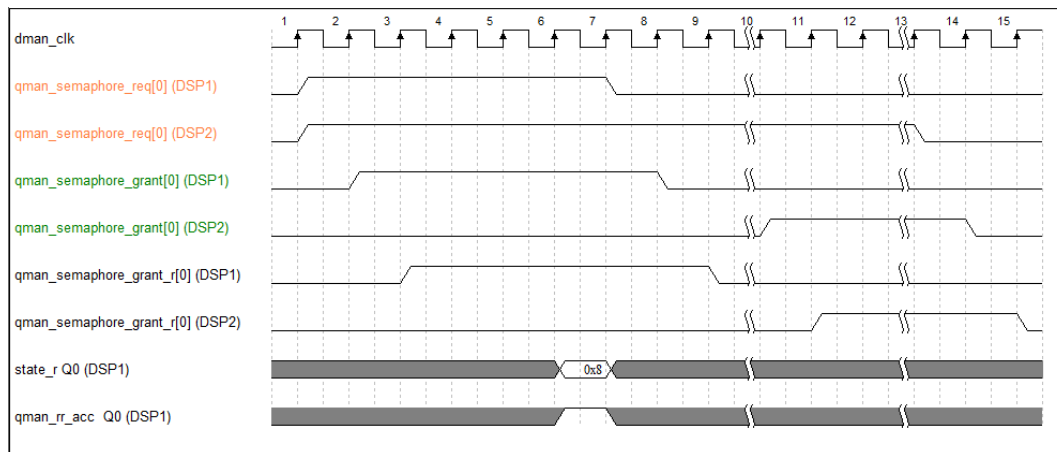 1 2 3 4 5 6 7 8 9 10 11 12 13 14 15
dman_clk
qman_semaphore_req[0] (DSP1)
qman_semaphore_req[0] (DSP2)
qman_semaphore_grant[0] (DSP1)
qman_semaphore_grant[0] (DSP2)
qman_semaphore_grant_r[0] (DSP1)
qman_semaphore_grant_r[0] (DSP2)
state_r Q0 (DSP1) 0x8
qman_rr_acc Q0 (DSP1)